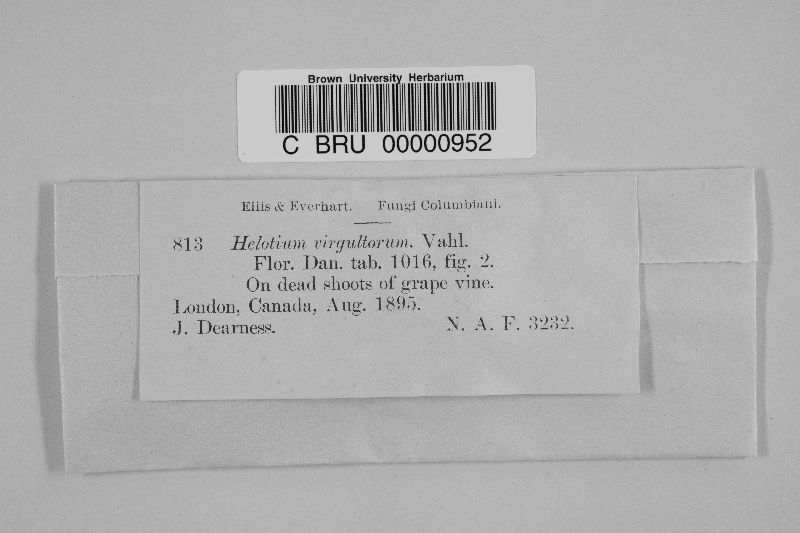 Brown University Herbarium
C BRU 00000952
Ellis & Everhart. Fungi Columbiani.
813 Helotium virgultorum. Vahl.
Flor. Dan. tab. 1016, fig. 2.
On dead shoots of grape vine.
London, Canada, Aug. 1895.
J. Dearness. N. A. F. 3232.